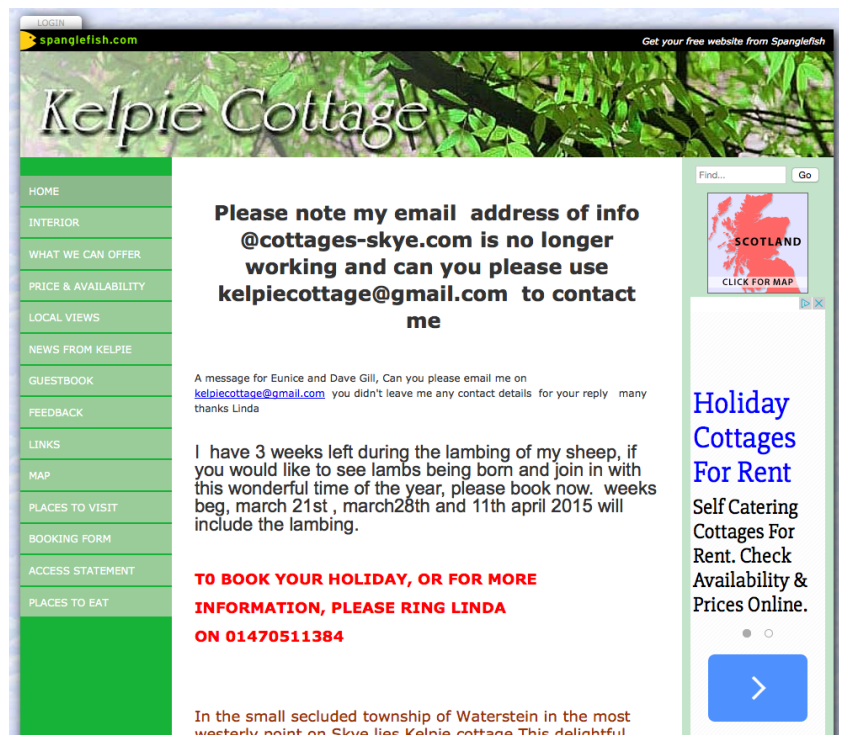 LOGIN
spanglefish.com
Get your free website from Spanglefish
Kelpie Cottage
HOME
INTERIOR
WHAT WE CAN OFFER
PRICE & AVAILABILITY
LOCAL VIEWS
NEWS FROM KELPIE
GUESTBOOK
FEEDBACK
LINKS
MAP
PLACES TO VISIT
BOOKING FORM
ACCESS STATEMENT
PLACES TO EAT
Please note my email  address of info
@cottages-skye.com is no longer
working and can you please use
kelpiecottage@gmail.com  to contact
me
A message for Eunice and Dave Gill, Can you please email me on
kelpiecottage@gmail.com  you didn't leave me any contact details  for your reply   many
thanks Linda
I  have 3 weeks left during the lambing of my sheep, if
you would like to see lambs being born and join in with
this wonderful time of the year, please book now.  weeks
beg, march 21st , march28th and 11th april 2015 will
include the lambing.
T0 BOOK YOUR HOLIDAY, OR FOR MORE
INFORMATION, PLEASE RING LINDA
ON 01470511384
In the small secluded township of Waterstein in the most
westerly point on Skye lies Kelpie cottage.This delightful
Find...
Go
SCOTLAND
CLICK FOR MAP
Holiday
Cottages
For Rent
Self Catering
Cottages For
Rent. Check
Availability &
Prices Online.